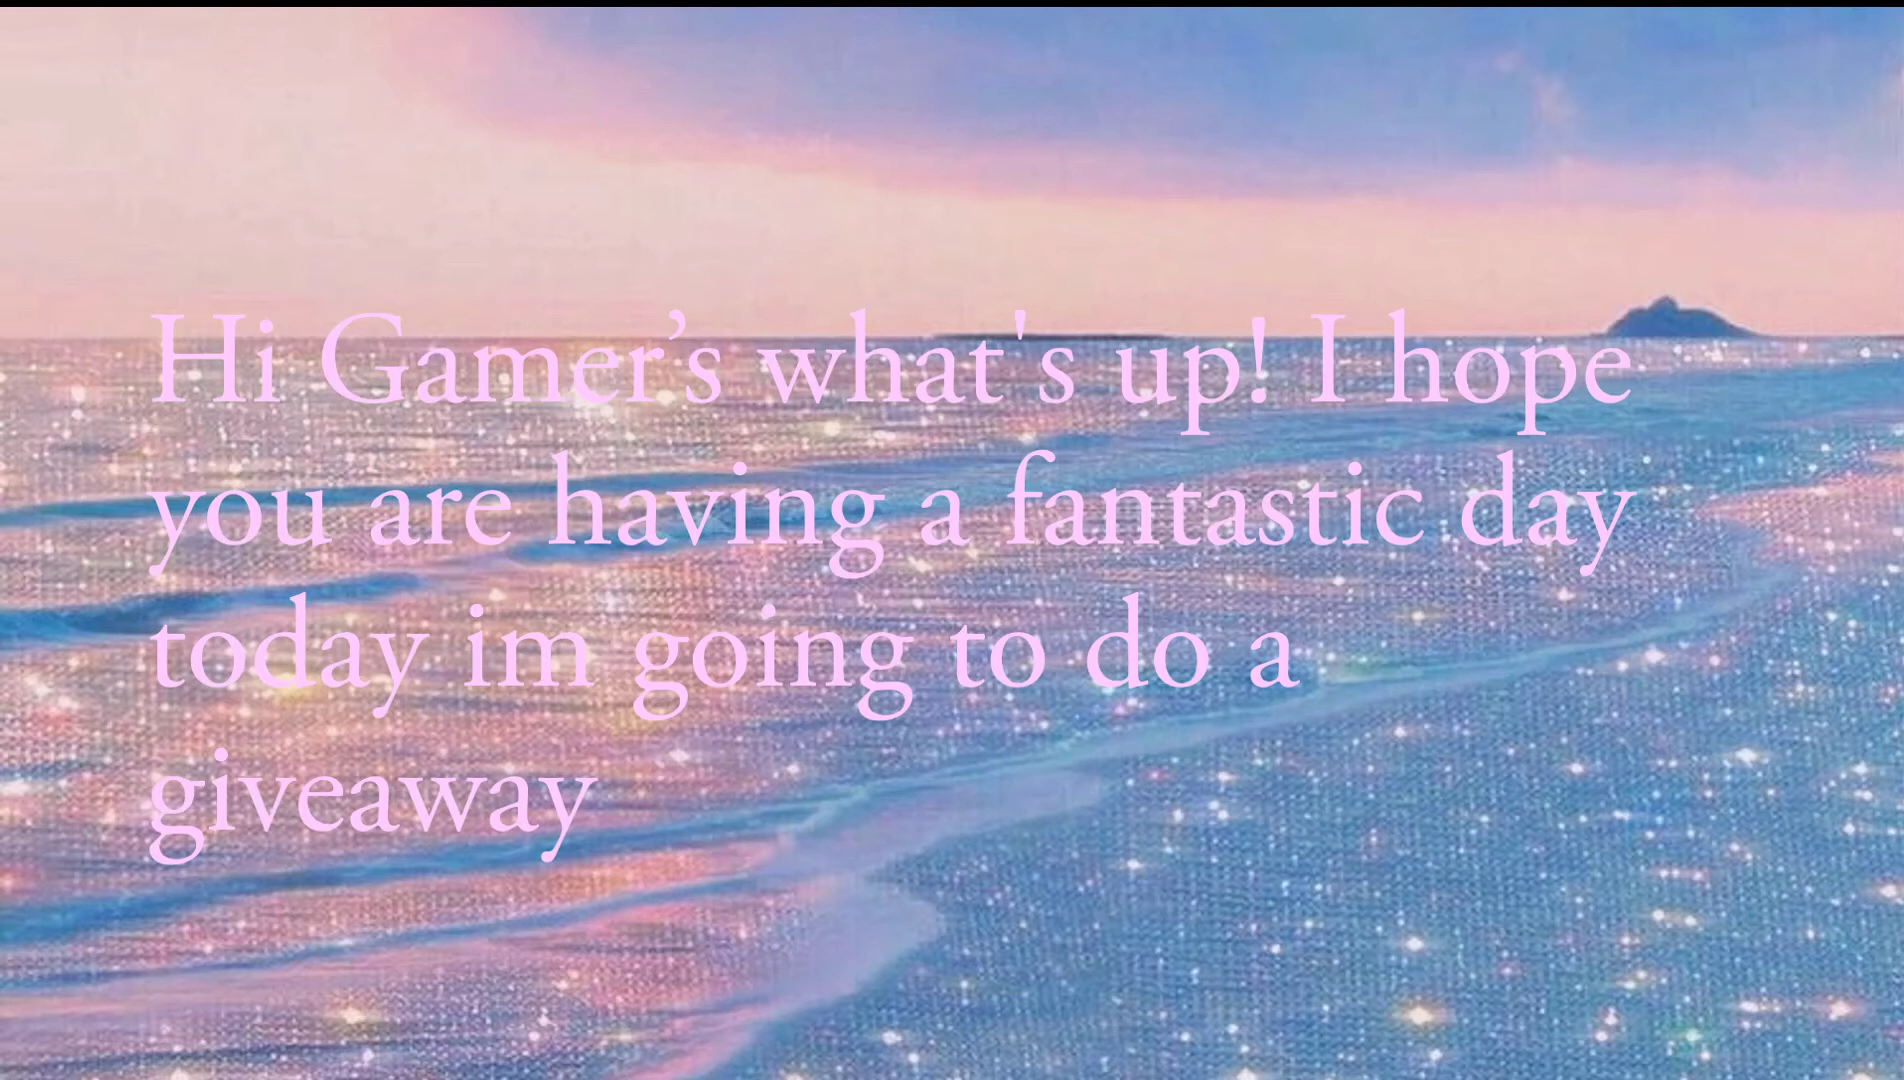 Hi Gamer’s what's up! I hope
you are having a fantastic day
today im going to do a
giveaway